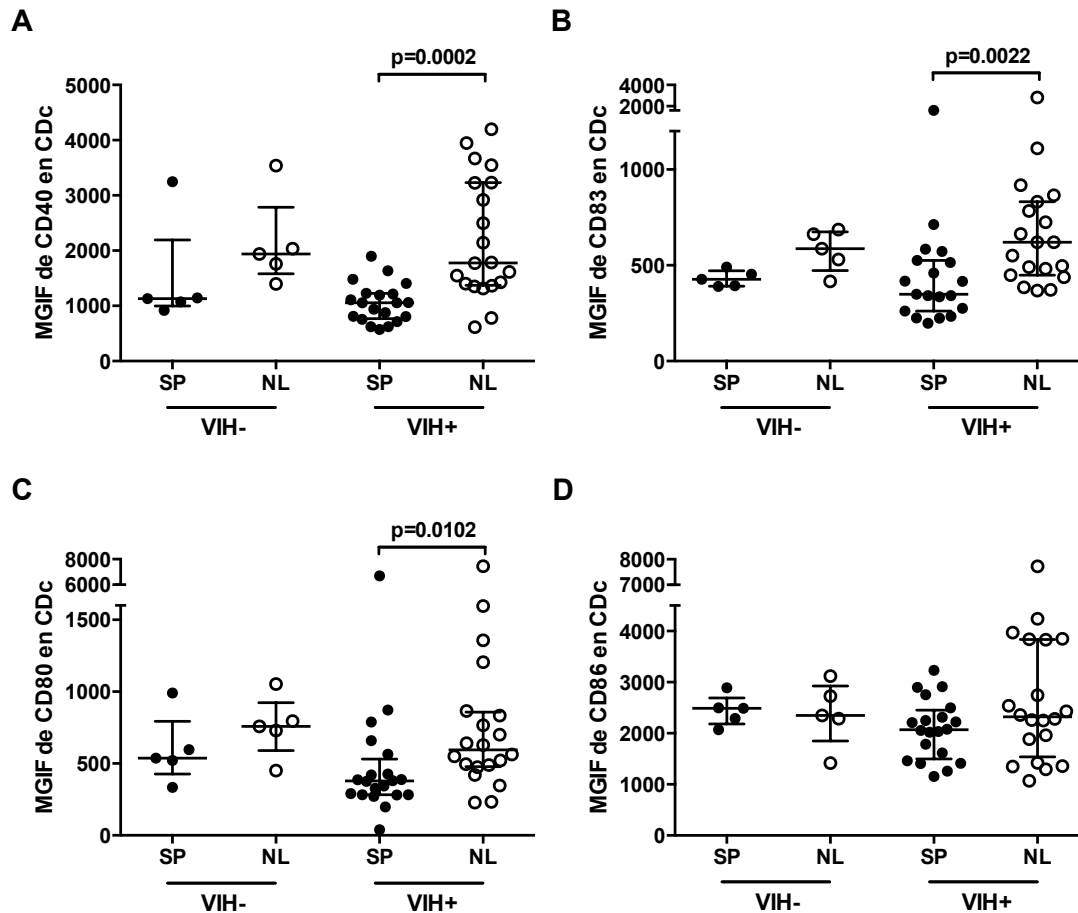 A
p=0.0002
MGIF de CD40 en CDc
5000
4000
3000
2000
1000
0
SP NL SP NL
VIH- VIH+
B
p=0.0022
MGIF de CD83 en CDc
4000
2000
1000
500
0
SP NL SP NL
VIH- VIH+
C
p=0.0102
MGIF de CD80 en CDc
8000
6000
1500
1000
500
0
SP NL SP NL
VIH- VIH+
D
MGIF de CD86 en CDc
8000
7000
4000
3000
2000
1000
0
SP NL SP NL
VIH- VIH+